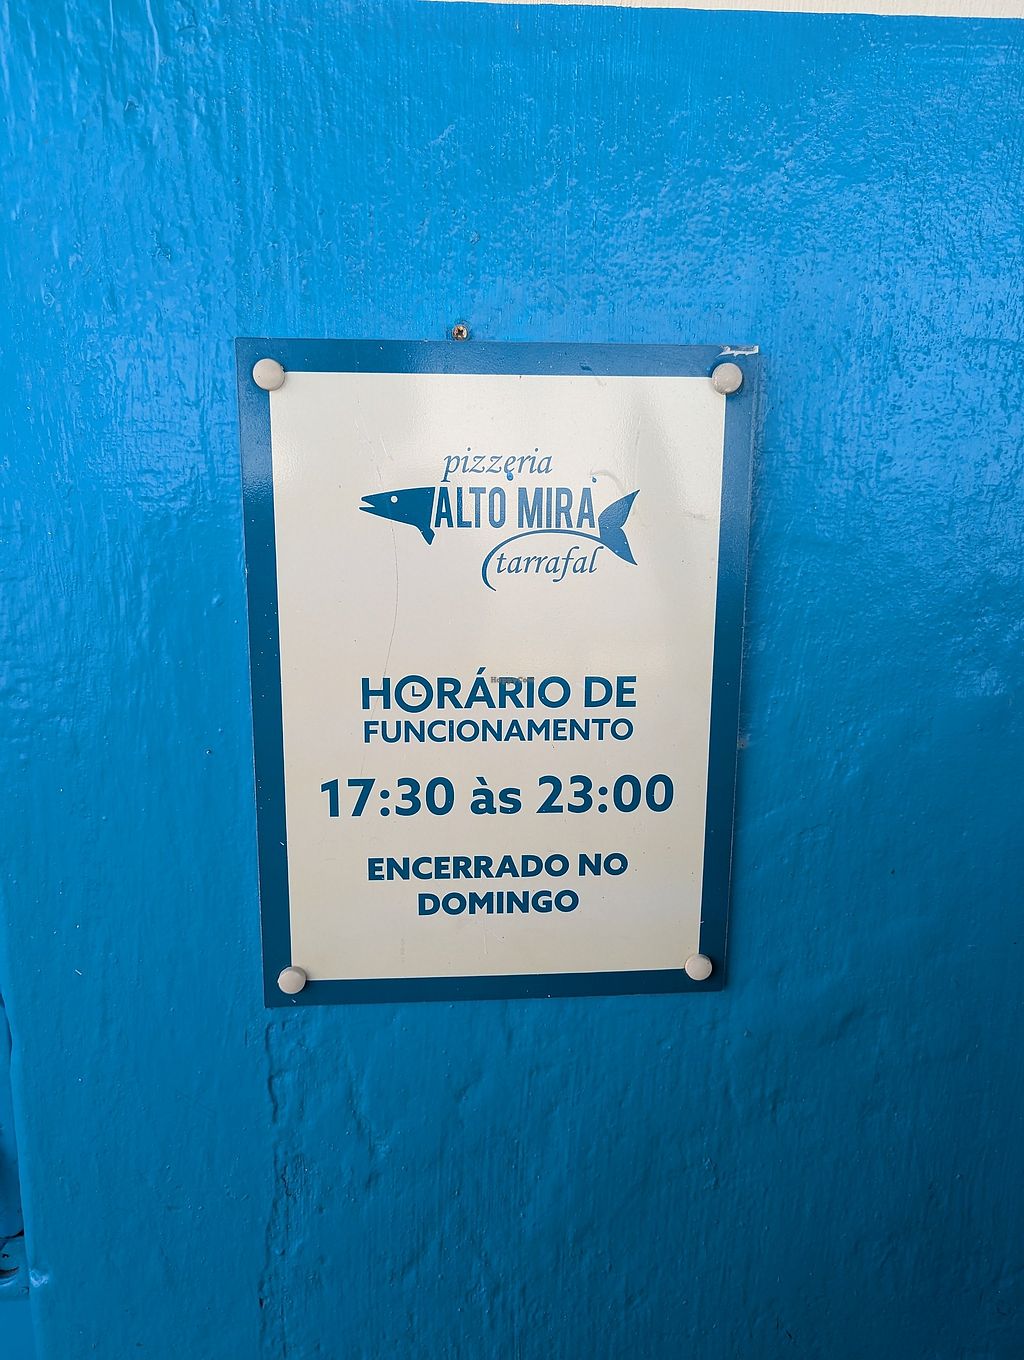 pizzeria
ALTO MIRA
tarrafal
HORÁRIO DE
FUNCIONAMENTO
17:30 às 23:00
ENCERRADO NO
DOMINGO